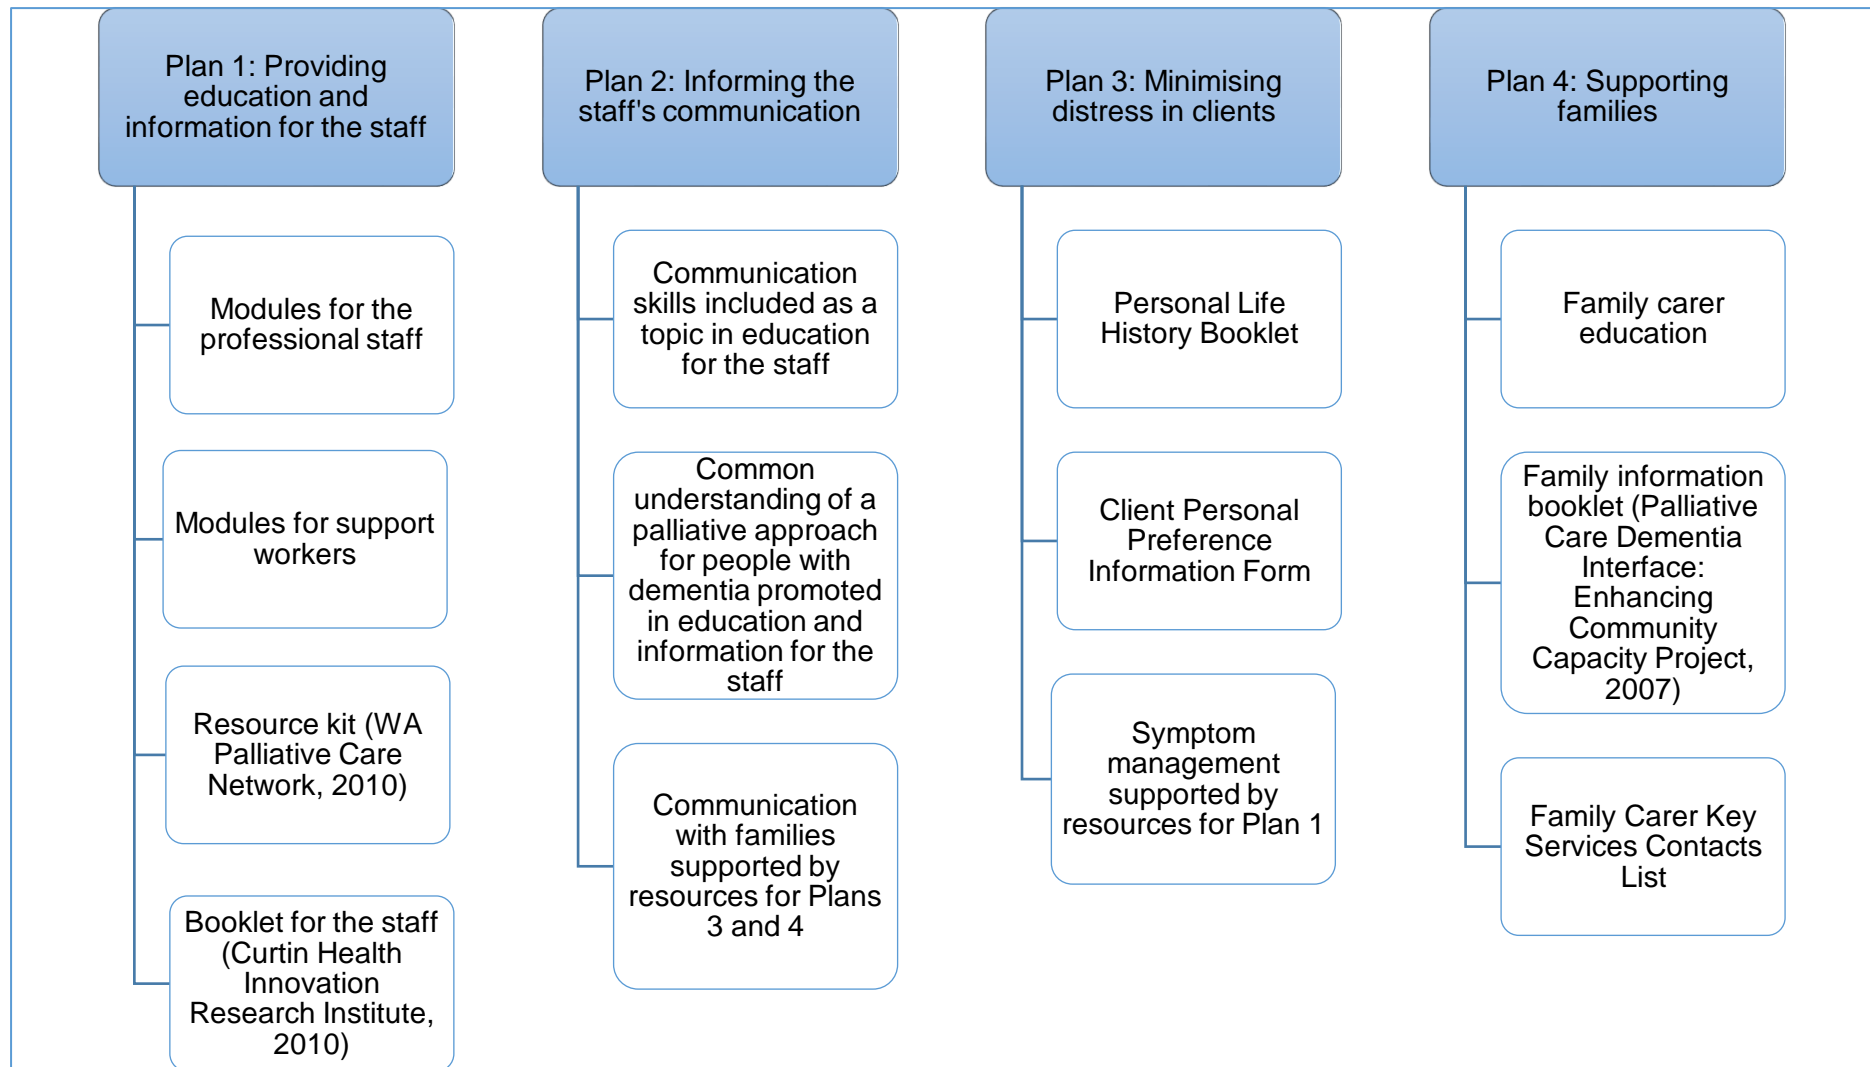 Plan 1: Providing
education and
information for the staff
Modules for the
professional staff
Modules for support
workers
Resource kit (WA
Palliative Care
Network, 2010)
Booklet for the staff
(Curtin Health
Innovation
Research Institute,
2010)
Plan 2: Informing the
staff's communication
Communication
skills included as a
topic in education
for the staff
Common
understanding of a
palliative approach
for people with
dementia promoted
in education and
information for the
staff
Communication
with families
supported by
resources for Plans
3 and 4
Plan 3: Minimising
distress in clients
Personal Life
History Booklet
Client Personal
Preference
Information Form
Symptom
management
supported by
resources for Plan 1
Plan 4: Supporting
families
Family carer
education
Family information
booklet (Palliative
Care Dementia
Interface:
Enhancing
Community
Capacity Project,
2007)
Family Carer Key
Services Contacts
List